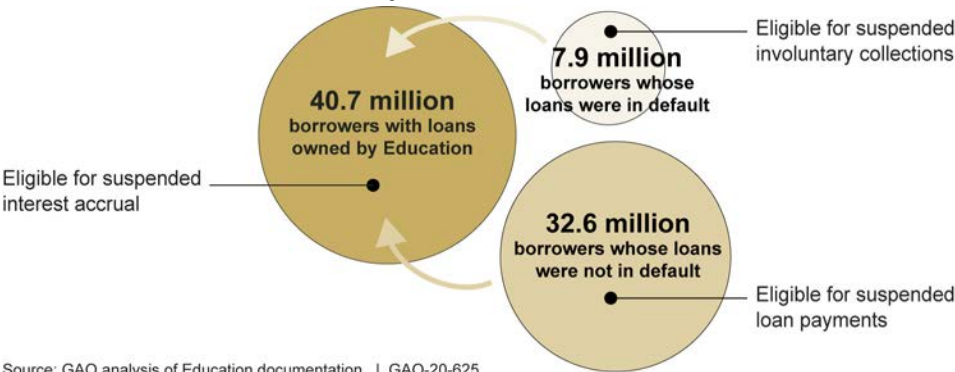 Eligible for suspended
involuntary collections
7.9 million
borrowers whose
loans were in default
40.7 million
borrowers with loans
owned by Education
Eligible for suspended
interest accrual
32.6 million
borrowers whose loans
were not in default
Eligible for suspended
loan payments
Source: GAO analysis of Education documentation. | GAO-20-625